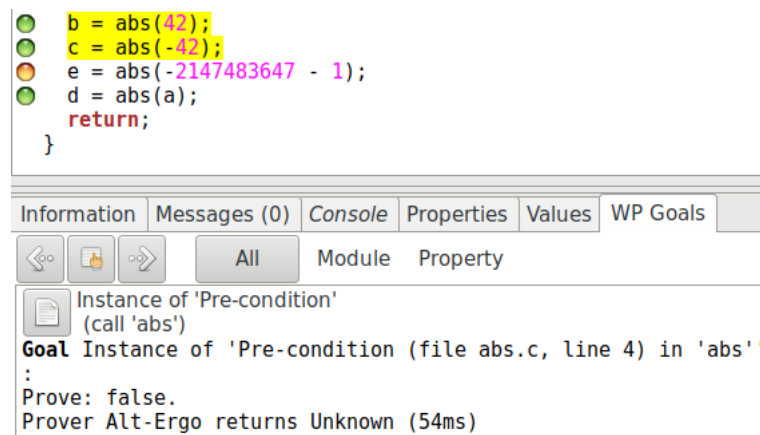 b = abs(42);
c = abs(-42);
e = abs(-2147483647 - 1);
d = abs(a);
return;
}
Information Messages (0) Console Properties Values WP Goals
All Module Property
Instance of 'Pre-condition'
(call 'abs')
Goal Instance of 'Pre-condition (file abs.c, line 4) in 'abs''
:
Prove: false.
Prover Alt-Ergo returns Unknown (54ms)